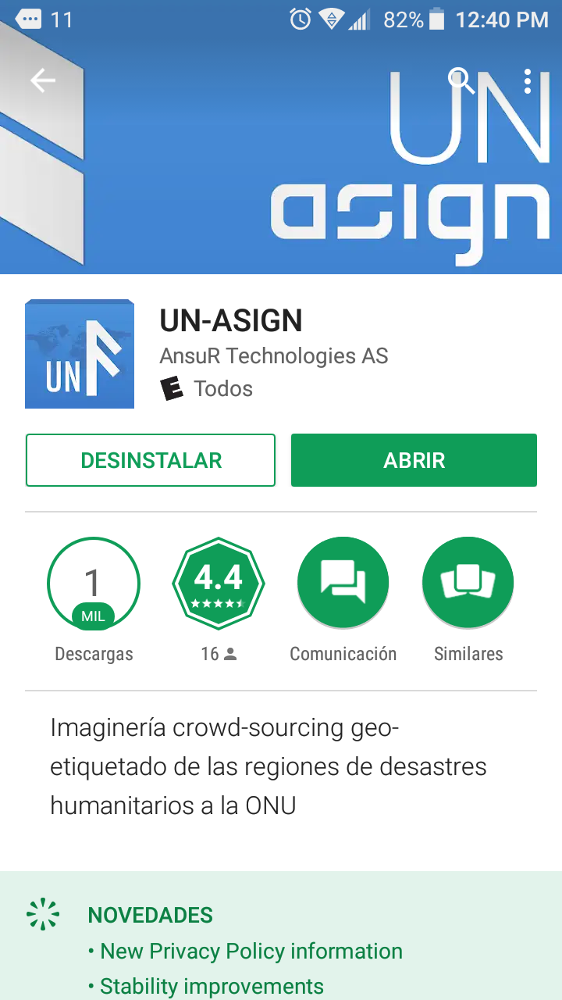 11
82%
12:40 PM
UN
asign
UN
UN-ASIGN
AnsuR Technologies AS
E Todos
DESINSTALAR
ABRIR
1
MIL
4.4
Descargas
16
Comunicación
Similares
Imaginería crowd-sourcing geo-
etiquetado de las regiones de desastres
humanitarios a la ONU
NOVEDADES
• New Privacy Policy information
• Stability improvements